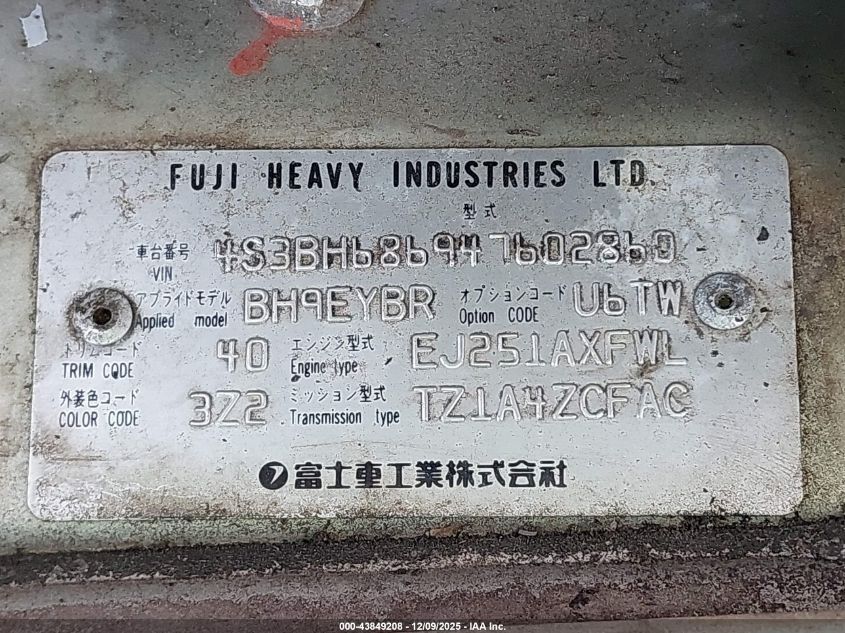 FUJI HEAVY INDUSTRIES LTD.
型式
車台番号 VIN 4S3BH686947602860
アプライドモデル Applied model BH9EYBR オプションコード Option CODE U6TW
トリムコード TRIM CODE 40 エンジン型式 Engine type EJ251AXFWL
外装色コード COLOR CODE 3Z2 ミッション型式 Transmission type TZ1A4ZCFAC
富士重工業株式会社
000-43849208 - 12/09/2025 - IAA Inc.